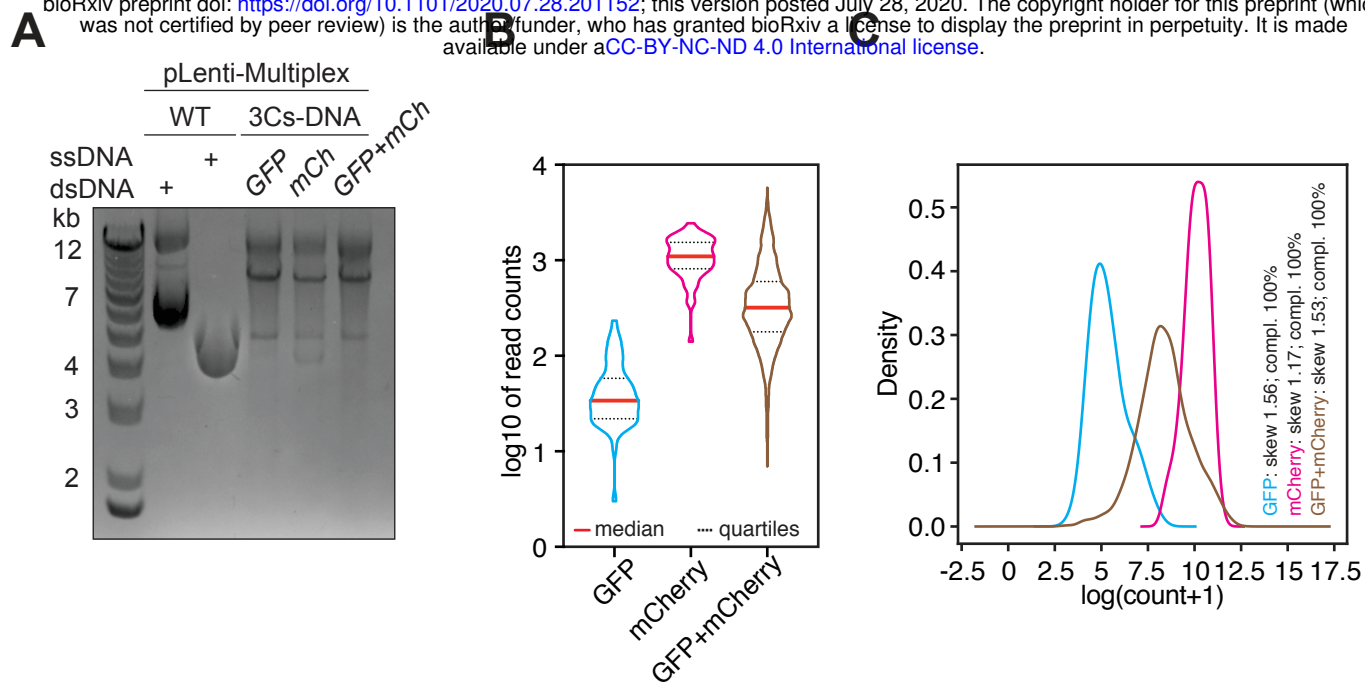 bioRxiv preprint doi: https://doi.org/10.1101/2020.07.28.201152; this version posted July 28, 2020. The copyright holder for this preprint (which
was not certified by peer review) is the author/funder, who has granted bioRxiv a license to display the preprint in perpetuity. It is made
available under aCC-BY-NC-ND 4.0 International license.
A
pLenti-Multiplex
WT 3Cs-DNA
ssDNA +
dsDNA + GFP mCh GFP+mCh
kb
12
7
4
3
2
B
log10 of read counts
4
3
2
1
0
median quartiles
GFP mCherry GFP+mCherry
C
Density
0.5
0.4
0.3
0.2
0.1
0.0
GFP: skew 1.56; compl. 100%
mCherry: skew 1.17; compl. 100%
GFP+mCherry: skew 1.53; compl. 100%
-2.5 0 2.5 5 7.5 10 12.5 15 17.5
log(count+1)